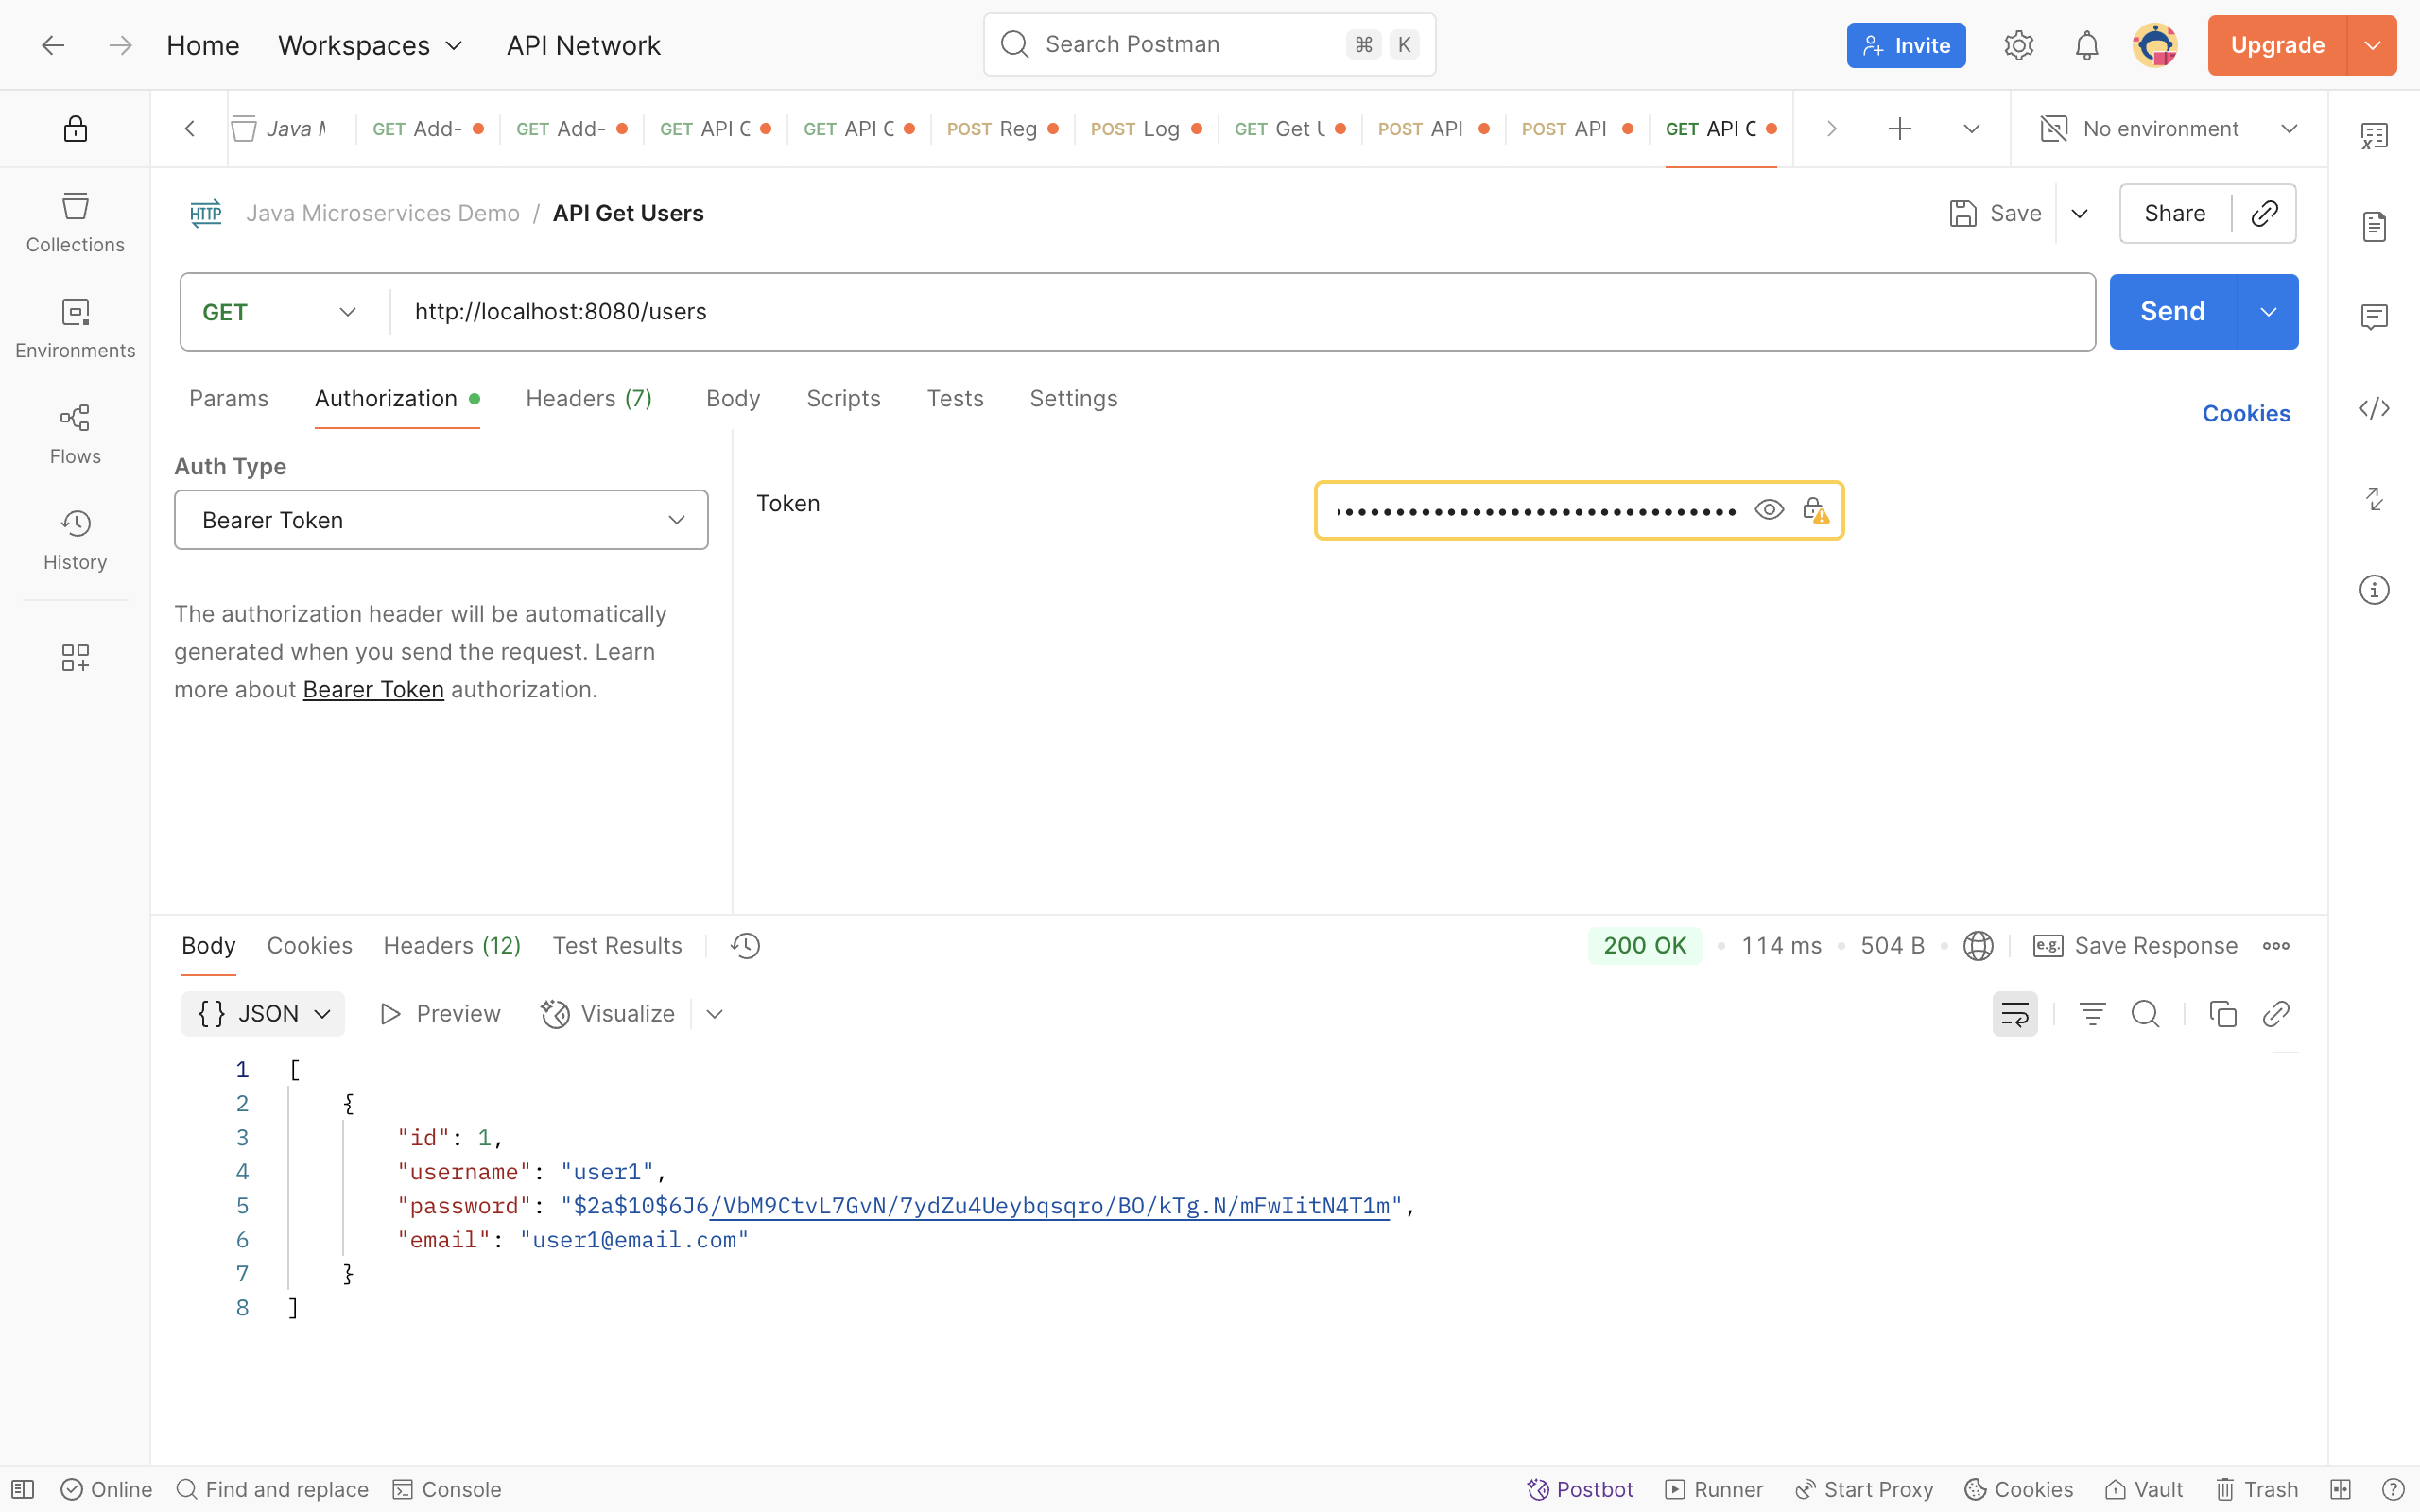 Home Workspaces API Network Search Postman ⌘ K Invite Upgrade
Java M GET Add- GET Add- GET API G GET API G POST Reg POST Log GET Get U POST API POST API GET API G No environment
HTTP Java Microservices Demo / API Get Users Save Share
Collections
Environments
Flows
History
GET http://localhost:8080/users Send
Params Authorization Headers (7) Body Scripts Tests Settings Cookies
Auth Type
Bearer Token
Token
The authorization header will be automatically
generated when you send the request. Learn
more about Bearer Token authorization.
Body Cookies Headers (12) Test Results 200 OK • 114 ms • 504 B • e.g. Save Response
{} JSON Preview Visualize
1 [
2 {
3 "id": 1,
4 "username": "user1",
5 "password": "$2a$10$6J6/VbM9CtvL7GvN/7ydZu4Ueybqsqro/BO/kTg.N/mFwIitN4T1m",
6 "email": "user1@email.com"
7 }
8 ]
Online Find and replace Console Postbot Runner Start Proxy Cookies Vault Trash